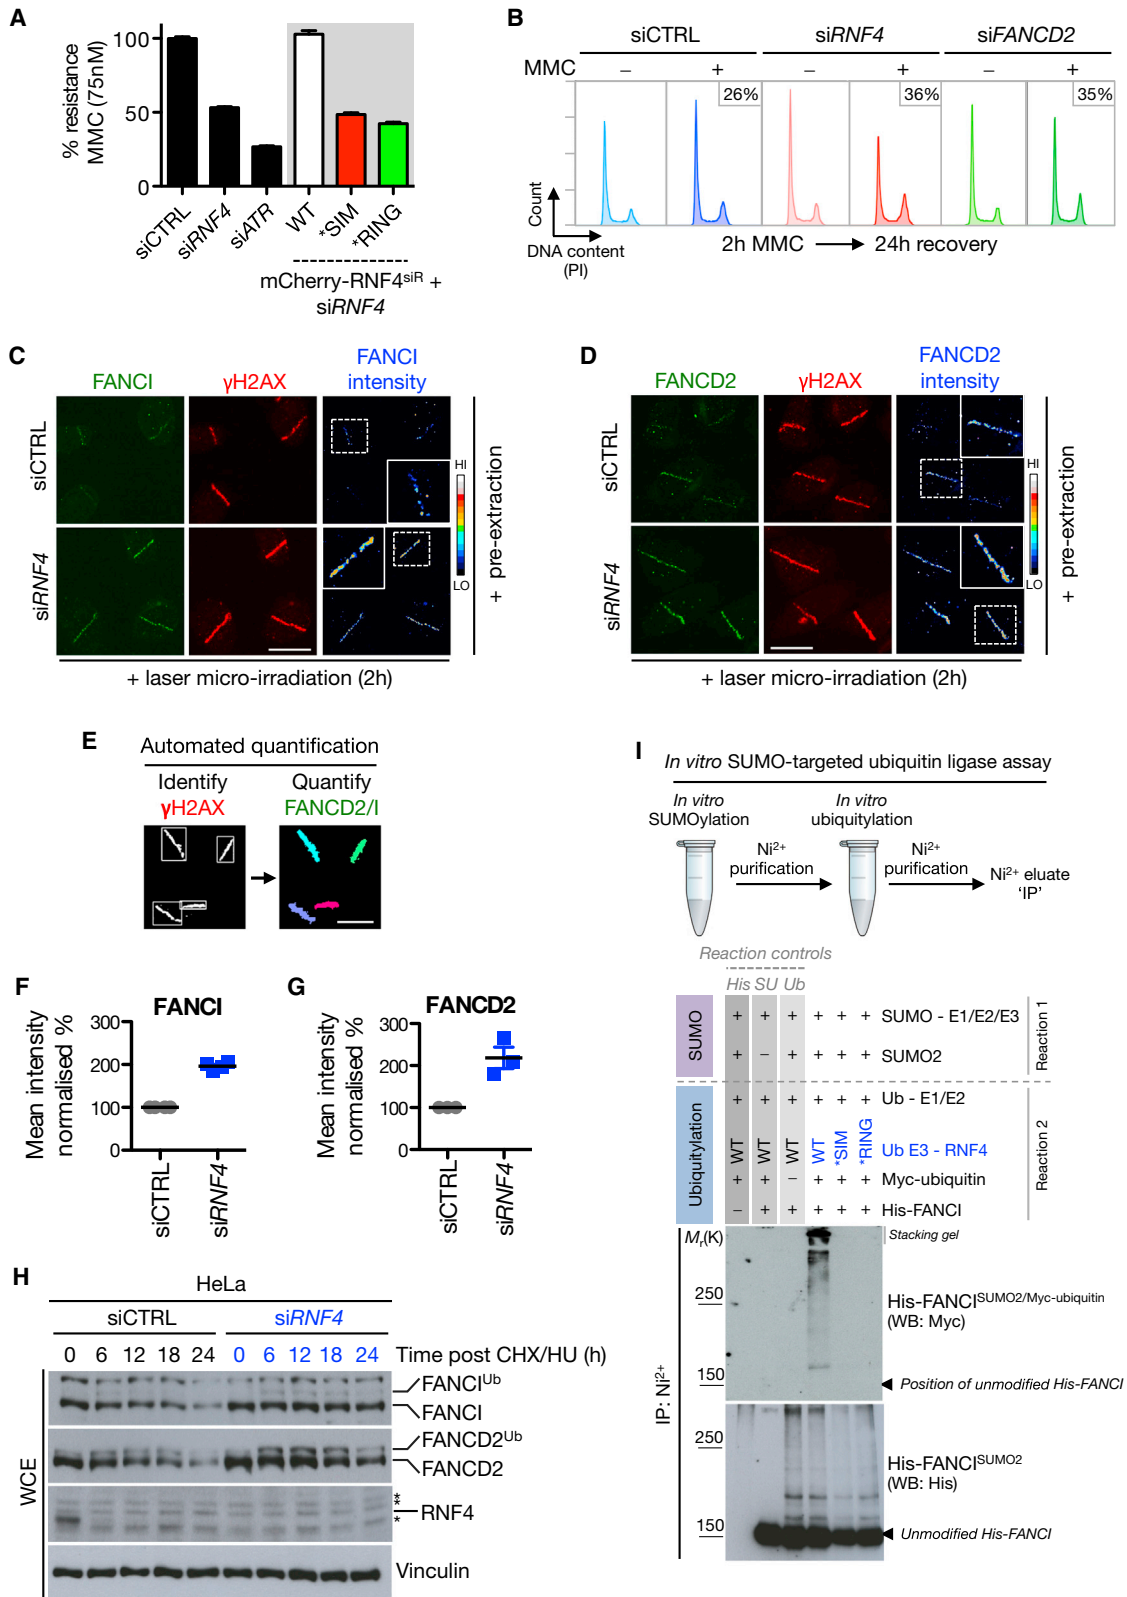 A
% resistance
MMC (75nM)
100
50
0
siCTRL
siRNF4
siATR
WT
*SIM
*RING
mCherry-RNF4siR +
siRNF4
B
siCTRL
siRNF4
siFANCD2
MMC – + – + – +
26%
36%
35%
Count
DNA content
(PI)
2h MMC → 24h recovery
C
FANCI
γH2AX
FANCI
intensity
siCTRL
siRNF4
HI
LO
+ pre-extraction
+ laser micro-irradiation (2h)
D
FANCD2
γH2AX
FANCD2
intensity
siCTRL
siRNF4
HI
LO
+ pre-extraction
+ laser micro-irradiation (2h)
E
Automated quantification
Identify
γH2AX
Quantify
FANCD2/I
F
FANCI
Mean intensity
normalised %
300
200
100
0
siCTRL
siRNF4
G
FANCD2
Mean intensity
normalised %
300
200
100
0
siCTRL
siRNF4
H
HeLa
siCTRL
siRNF4
0 6 12 18 24 0 6 12 18 24 Time post CHX/HU (h)
FANCIUb
FANCI
FANCD2Ub
FANCD2
*
*
RNF4
*
Vinculin
WCE
I
In vitro SUMO-targeted ubiquitin ligase assay
In vitro
SUMOylation
Ni2+
purification
In vitro
ubiquitylation
Ni2+
purification
Ni2+ eluate
‘IP’
Reaction controls
His SU Ub
SUMO
+ + + + + + SUMO - E1/E2/E3
+ – + + + + SUMO2
Reaction 1
Ubiquitylation
+ + + + + + Ub - E1/E2
WT WT WT WT *SIM *RING Ub E3 - RNF4
+ + – + + + Myc-ubiquitin
– + + + + + His-FANCI
Reaction 2
Mr(K)
Stacking gel
250
His-FANCISUMO2/Myc-ubiquitin
(WB: Myc)
150
Position of unmodified His-FANCI
IP: Ni2+
250
His-FANCISUMO2
(WB: His)
150
Unmodified His-FANCI